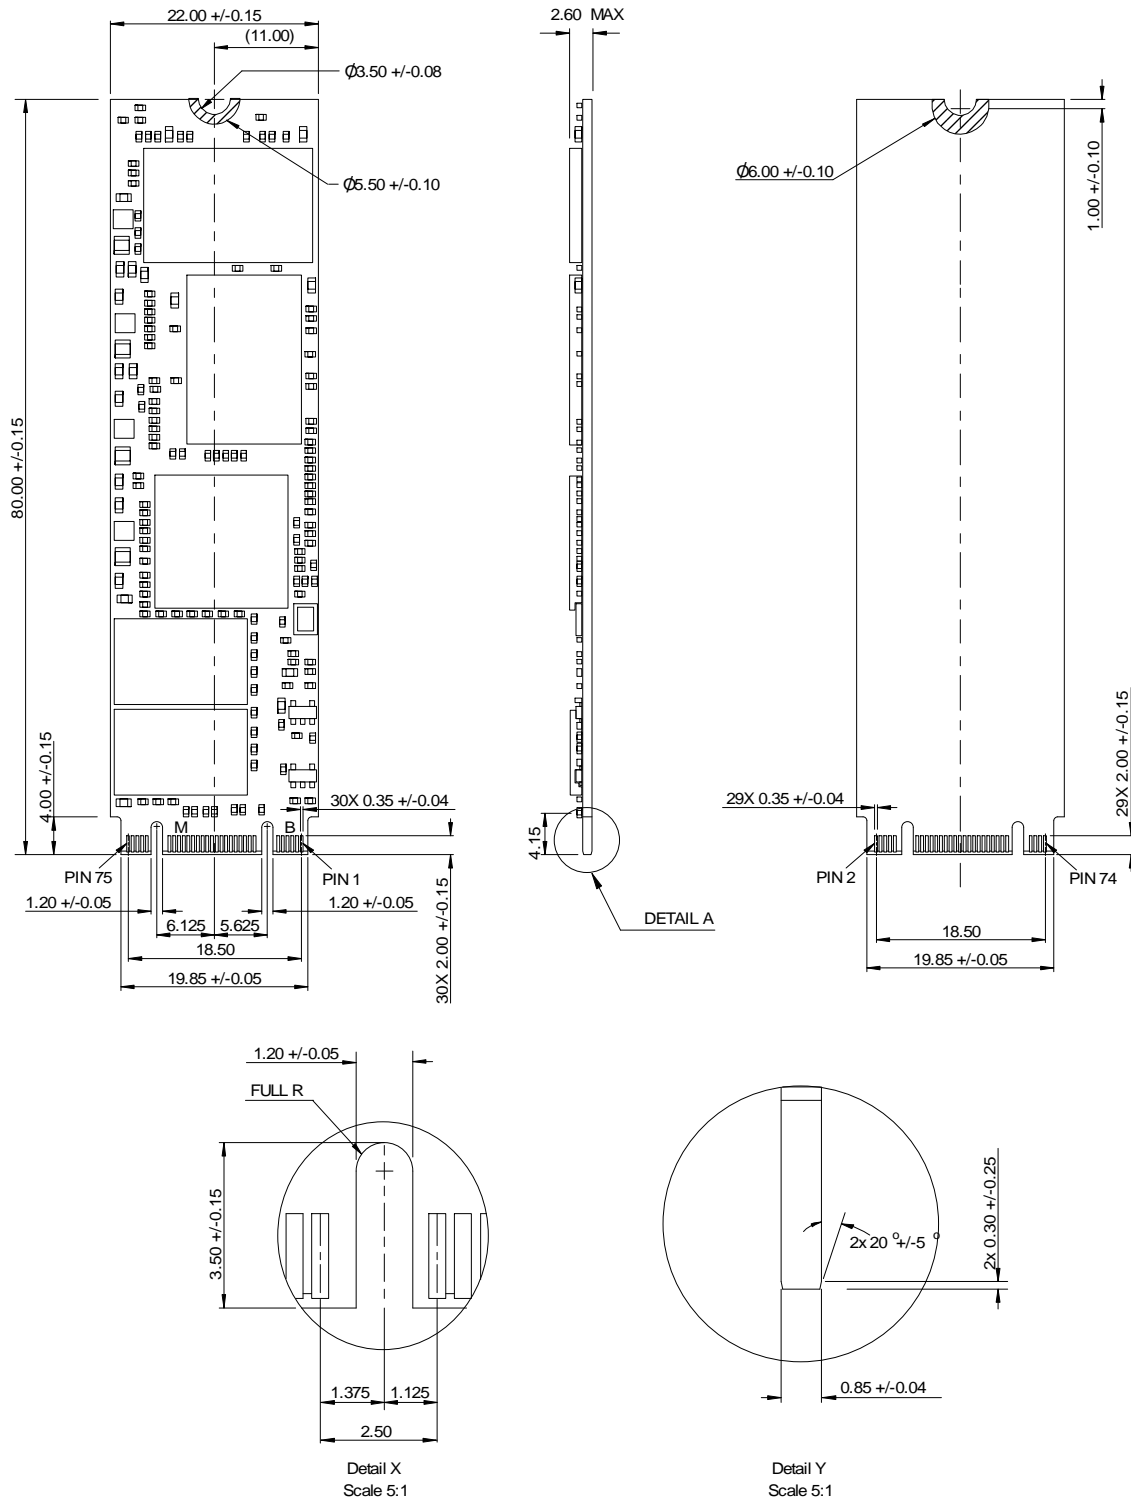 22.00 +/-0.15
(11.00)
Ø3.50 +/-0.08
Ø5.50 +/-0.10
80.00 +/-0.15
4.00 +/-0.15
M
B
30X 0.35 +/-0.04
PIN 75
PIN 1
1.20 +/-0.05
1.20 +/-0.05
6.125
5.625
18.50
19.85 +/-0.05
30X 2.00 +/-0.15
2.60 MAX
4.15
DETAIL A
Ø6.00 +/-0.10
1.00 +/-0.10
29X 0.35 +/-0.04
29X 2.00 +/-0.15
PIN 2
PIN 74
18.50
19.85 +/-0.05
1.20 +/-0.05
FULL R
3.50 +/-0.15
1.375
1.125
2.50
Detail X
Scale 5:1
2x 20 °+/-5 °
2x 0.30 +/-0.25
0.85 +/-0.04
Detail Y
Scale 5:1